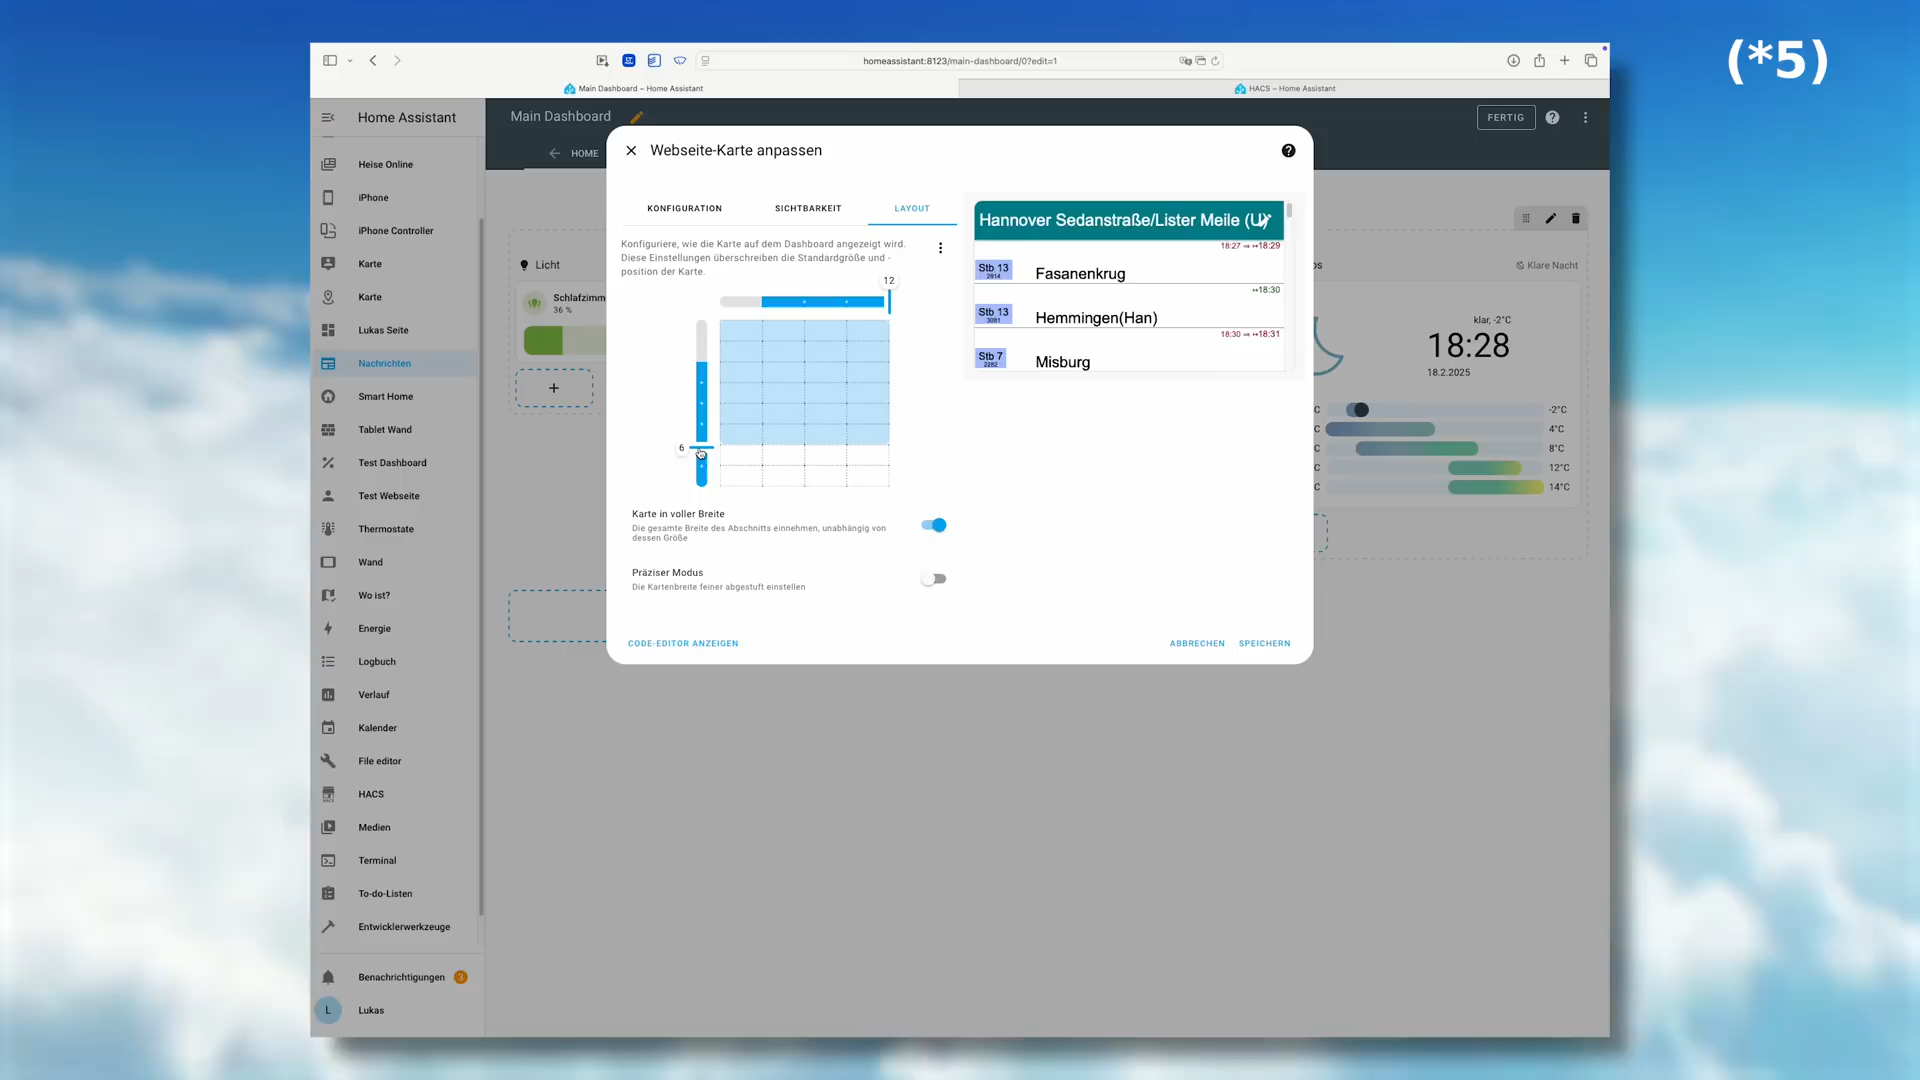 (*5)
homeassistant:8123/main-dashboard/0?edit=1
Main Dashboard – Home Assistant
HACS – Home Assistant
Home Assistant
Main Dashboard
FERTIG
HOME
Heise Online
iPhone
iPhone Controller
Karte
Karte
Lukas Seite
Nachrichten
Smart Home
Tablet Wand
Test Dashboard
Test Webseite
Thermostate
Wand
Wo ist?
Energie
Logbuch
Verlauf
Kalender
File editor
HACS
Medien
Terminal
To-do-Listen
Entwicklerwerkzeuge
Benachrichtigungen
3
L
Lukas
Licht
Schlafzimm
36 %
Webseite-Karte anpassen
KONFIGURATION
SICHTBARKEIT
LAYOUT
Konfiguriere, wie die Karte auf dem Dashboard angezeigt wird.
Diese Einstellungen überschreiben die Standardgröße und -
position der Karte.
12
6
Karte in voller Breite
Die gesamte Breite des Abschnitts einnehmen, unabhängig von
dessen Größe
Präziser Modus
Die Kartenbreite feiner abgestuft einstellen
CODE-EDITOR ANZEIGEN
ABBRECHEN
SPEICHERN
Hannover Sedanstraße/Lister Meile (U)
18:27 ⇒ ↦18:29
Stb 13
2814
Fasanenkrug
↦18:30
Stb 13
3081
Hemmingen(Han)
18:30 ⇒ ↦18:31
Stb 7
2282
Misburg
os
Klare Nacht
klar, -2°C
18:28
18.2.2025
C
-2°C
4°C
C
8°C
C
12°C
C
14°C